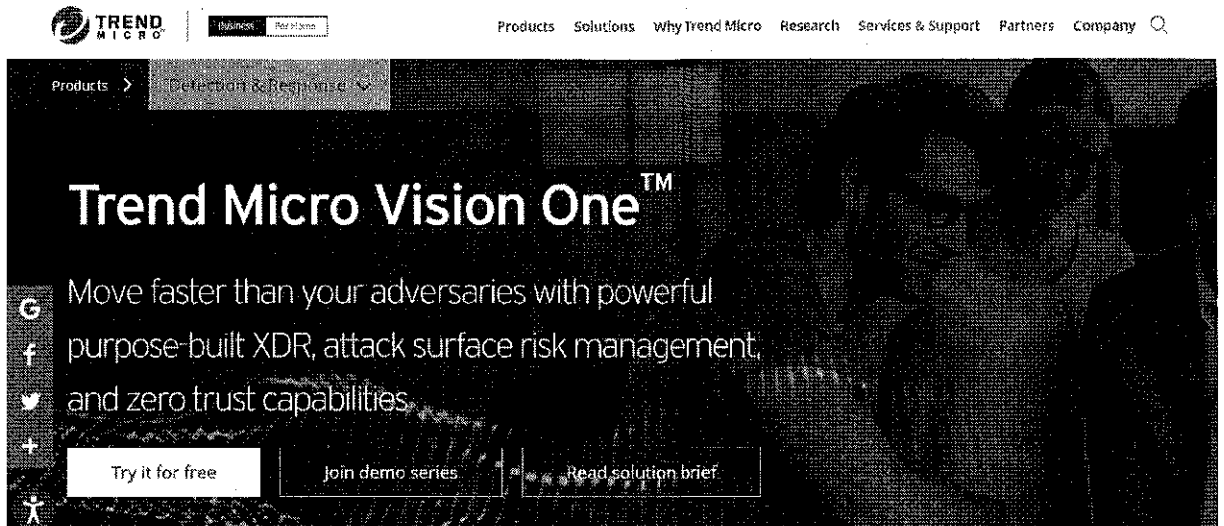 TREND
MICRO
Business For Home
Products Solutions Why Trend Micro Research Services & Support Partners Company
Products > Detection & Response
Trend Micro Vision One™
Move faster than your adversaries with powerful
purpose-built XDR, attack surface risk management,
and zero trust capabilities
G
f
+
Try it for free Join demo series Read solution brief